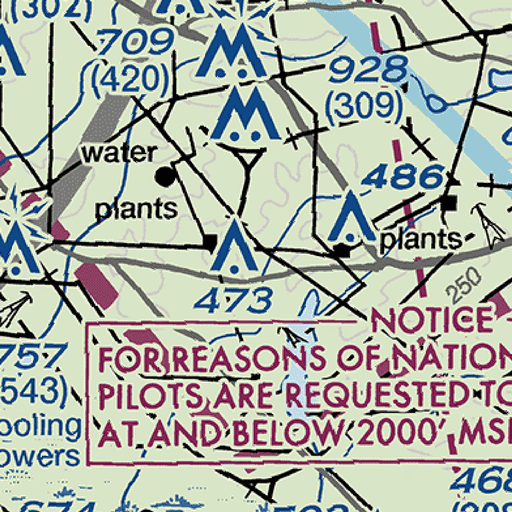 (302)
709
(420)
928
(309)
water
plants
486
plants
473
250
NOTICE
FOR REASONS OF NATION
PILOTS ARE REQUESTED TO
AT AND BELOW 2000' MSL
757
543)
ooling
owers
468